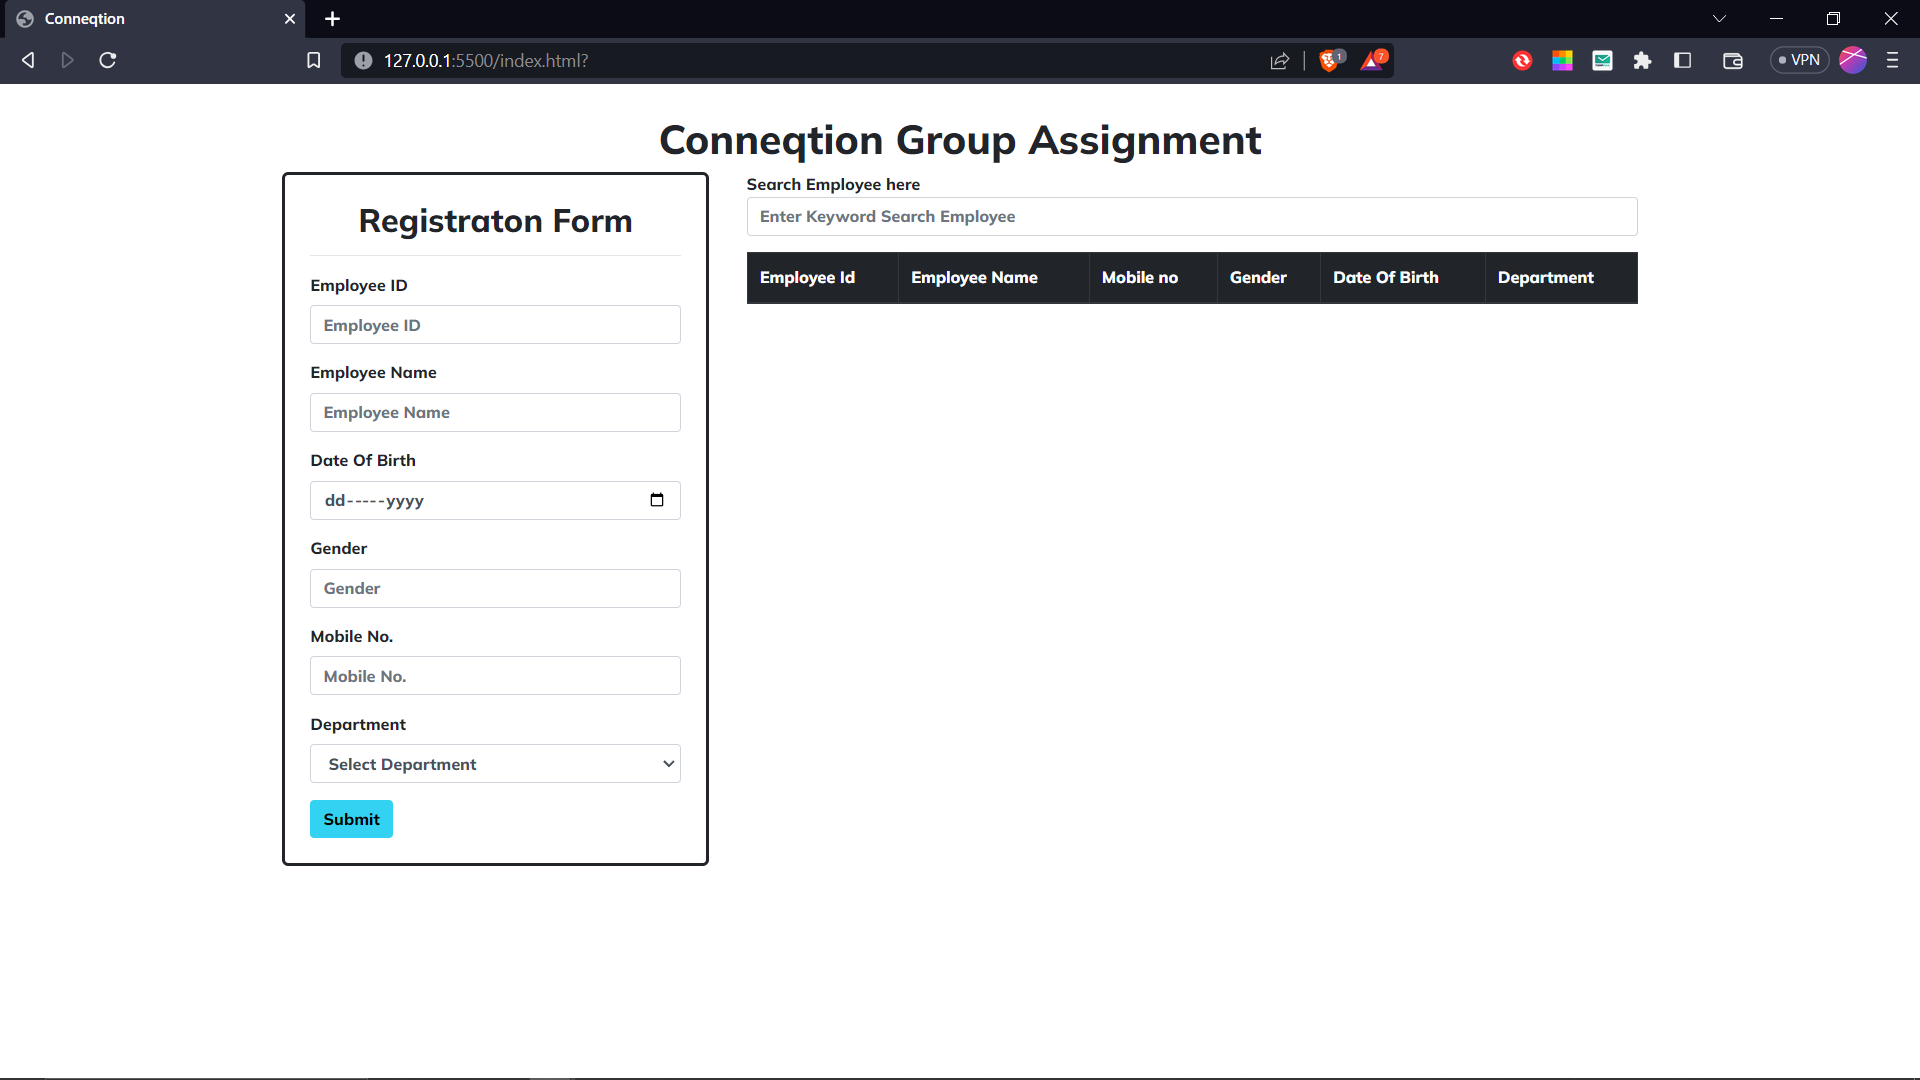 Conneqtion
127.0.0.1:5500/index.html?
1
7
VPN
Conneqtion Group Assignment
Registraton Form
Employee ID
Employee ID
Employee Name
Employee Name
Date Of Birth
dd-----yyyy
Gender
Gender
Mobile No.
Mobile No.
Department
Select Department
Submit
Search Employee here
Enter Keyword Search Employee
Employee Id Employee Name Mobile no Gender Date Of Birth Department